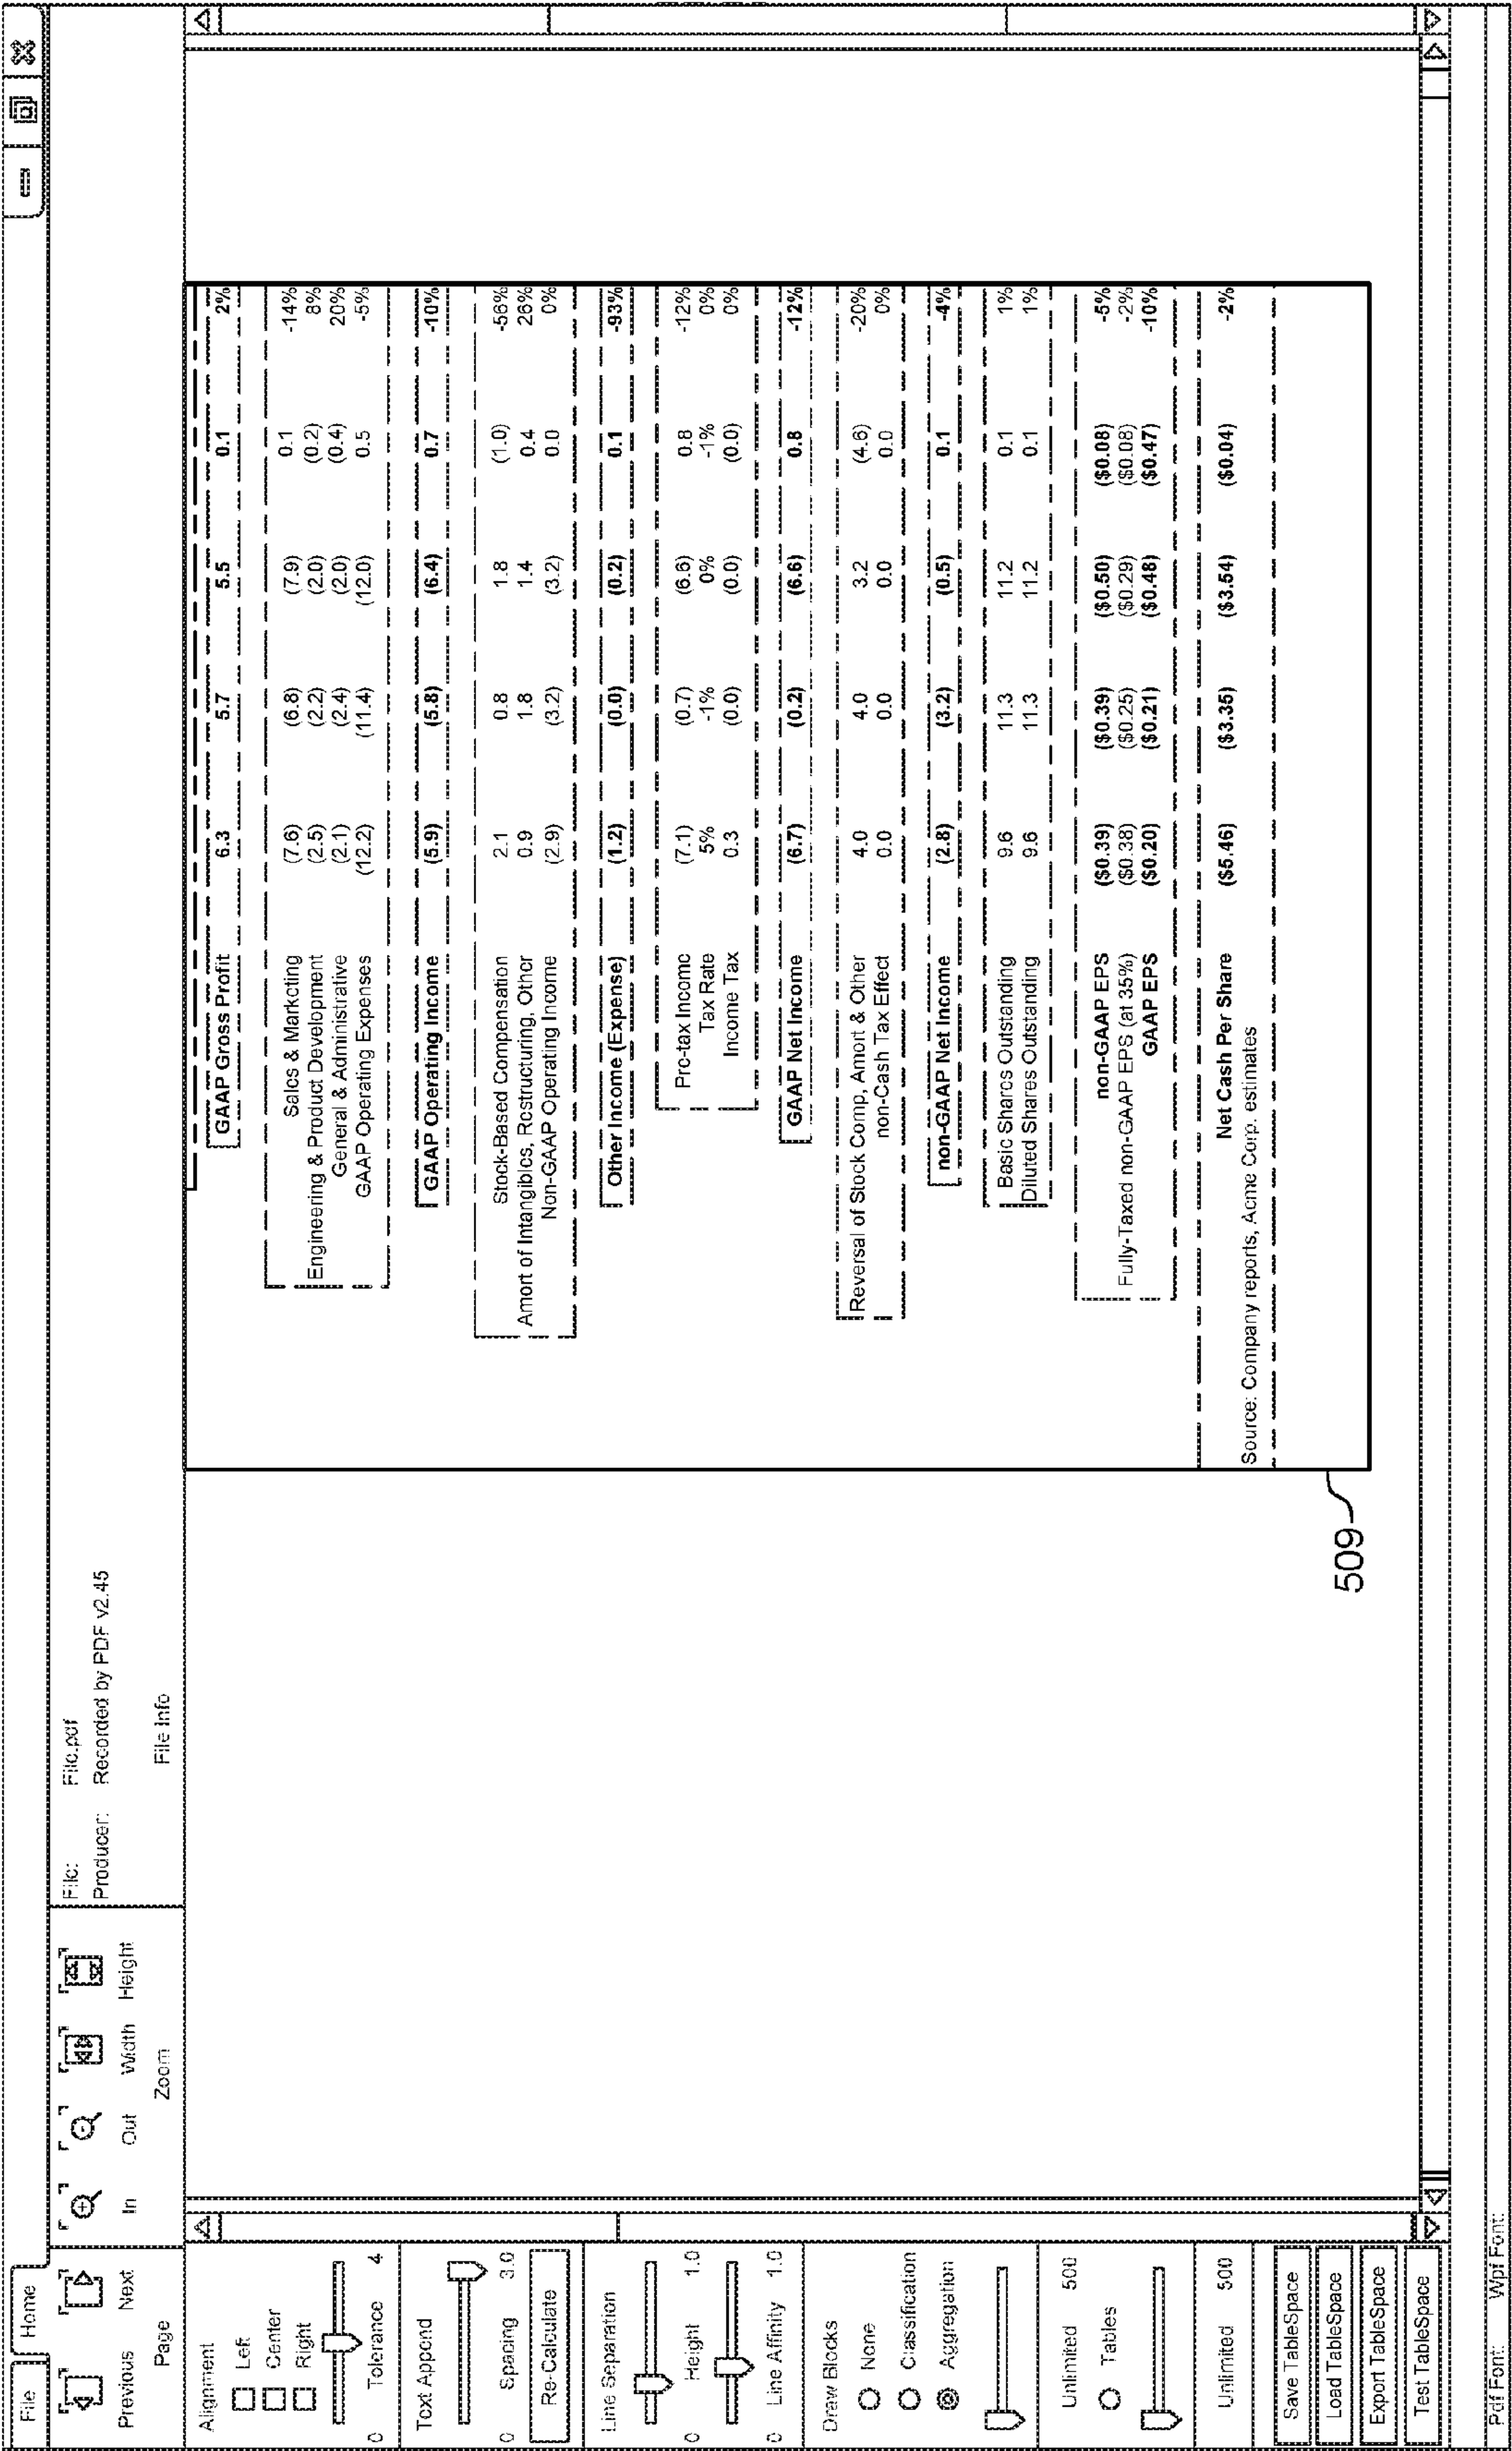 File Home
Previous Next In Out Width Height
Page Zoom File Info
File: File.pdf
Producer: Recorded by PDF v2.45
Alignment
Left
Center
Right
0 Tolerance 4
Text Append
0 Spacing 3.0
Re-Calculate
Line Separation
0 Height 1.0
0 Line Affinity 1.0
Draw Blocks
None
Classification
Aggregation
Unlimited 500
Tables
Unlimited 500
Save TableSpace
Load TableSpace
Export TableSpace
Test TableSpace
GAAP Gross Profit 6.3 5.7 5.5 0.1 2%
Sales & Marketing (7.6) (6.8) (7.9) 0.1 -14%
Engineering & Product Development (2.5) (2.2) (2.0) (0.2) 8%
General & Administrative (2.1) (2.4) (2.0) (0.4) 20%
GAAP Operating Expenses (12.2) (11.4) (12.0) 0.5 -5%
GAAP Operating Income (5.9) (5.8) (6.4) 0.7 -10%
Stock-Based Compensation 2.1 0.8 1.8 (1.0) -56%
Amort of Intangibles, Restructuring, Other 0.9 1.8 1.4 0.4 26%
Non-GAAP Operating Income (2.9) (3.2) (3.2) 0.0 0%
Other Income (Expense) (1.2) (0.0) (0.2) 0.1 -93%
Pre-tax Income (7.1) (0.7) (6.6) 0.8 -12%
Tax Rate 5% -1% 0% -1% 0%
Income Tax 0.3 (0.0) (0.0) (0.0) 0%
GAAP Net Income (6.7) (0.2) (6.6) 0.8 -12%
Reversal of Stock Comp, Amort & Other 4.0 4.0 3.2 (4.6) -20%
non-Cash Tax Effect 0.0 0.0 0.0 0.0 0%
non-GAAP Net Income (2.8) (3.2) (0.5) 0.1 -4%
Basic Shares Outstanding 9.6 11.3 11.2 0.1 1%
Diluted Shares Outstanding 9.6 11.3 11.2 0.1 1%
non-GAAP EPS ($0.39) ($0.39) ($0.50) ($0.08) -5%
Fully-Taxed non-GAAP EPS (at 35%) ($0.38) ($0.25) ($0.29) ($0.08) -2%
GAAP EPS ($0.20) ($0.21) ($0.48) ($0.47) -10%
Net Cash Per Share ($5.46) ($3.35) ($3.54) ($0.04) -2%
Source: Company reports, Acme Corp. estimates
509
Pdf Font: Wpf Font: